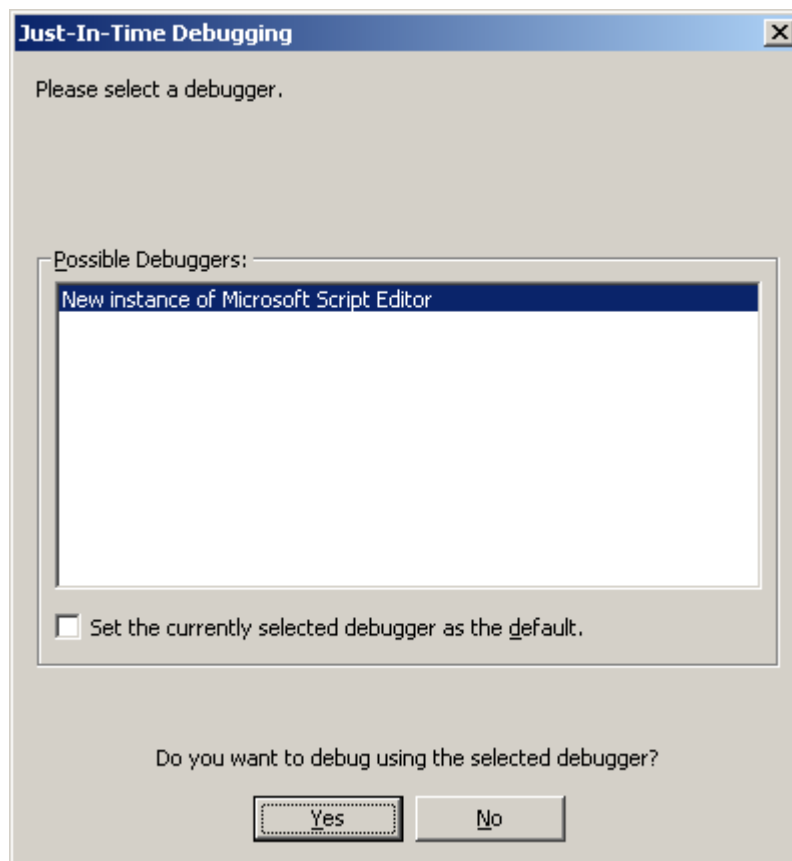 Just-In-Time Debugging
Please select a debugger.
Possible Debuggers:
New instance of Microsoft Script Editor
Set the currently selected debugger as the default.
Do you want to debug using the selected debugger?
Yes
No